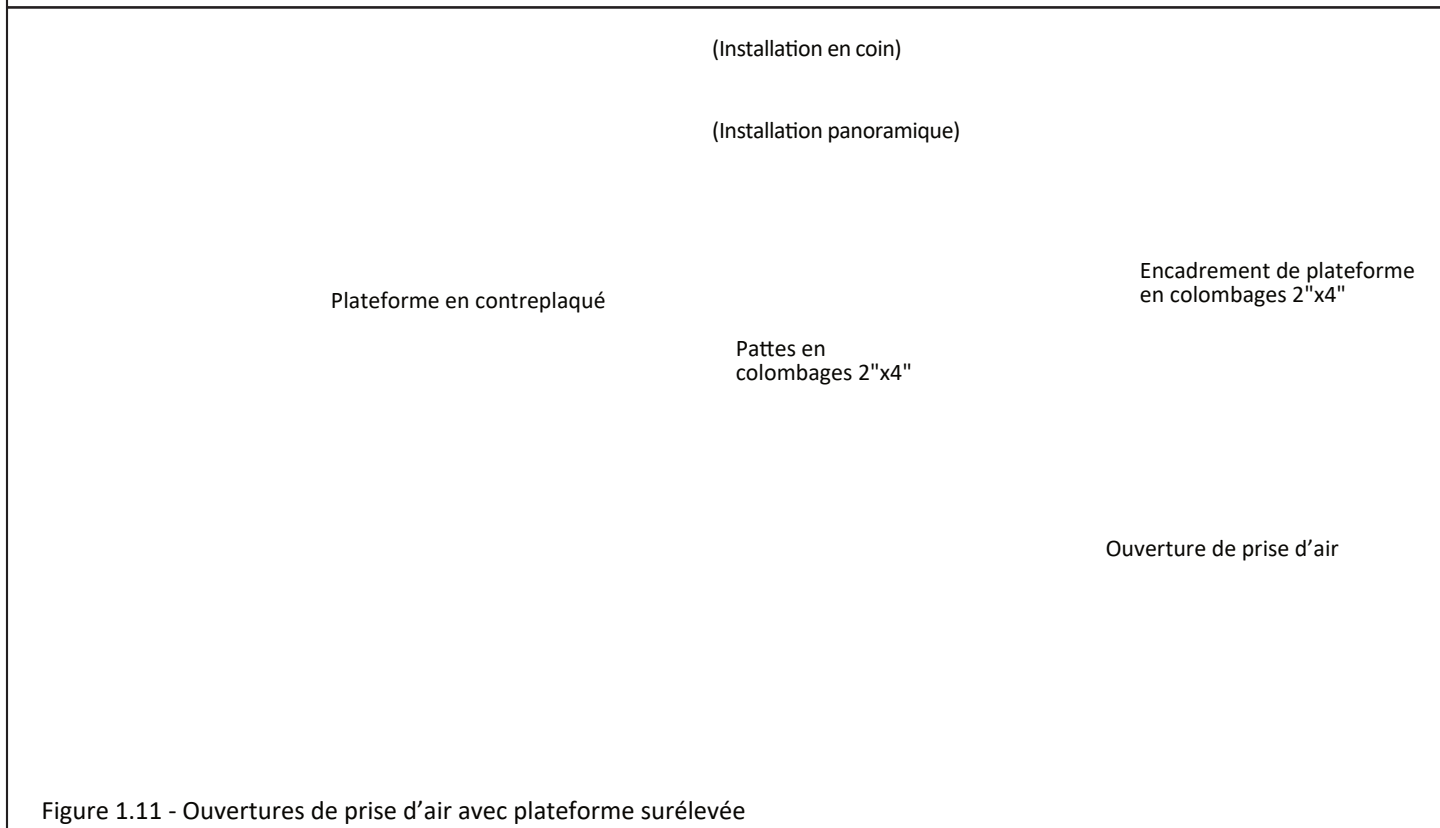 (Installation en coin)
(Installation panoramique)
Encadrement de plateforme
en colombages 2"x4"
Plateforme en contreplaqué
Pattes en
colombages 2"x4"
Ouverture de prise d’air
Figure 1.11 - Ouvertures de prise d’air avec plateforme surélevée